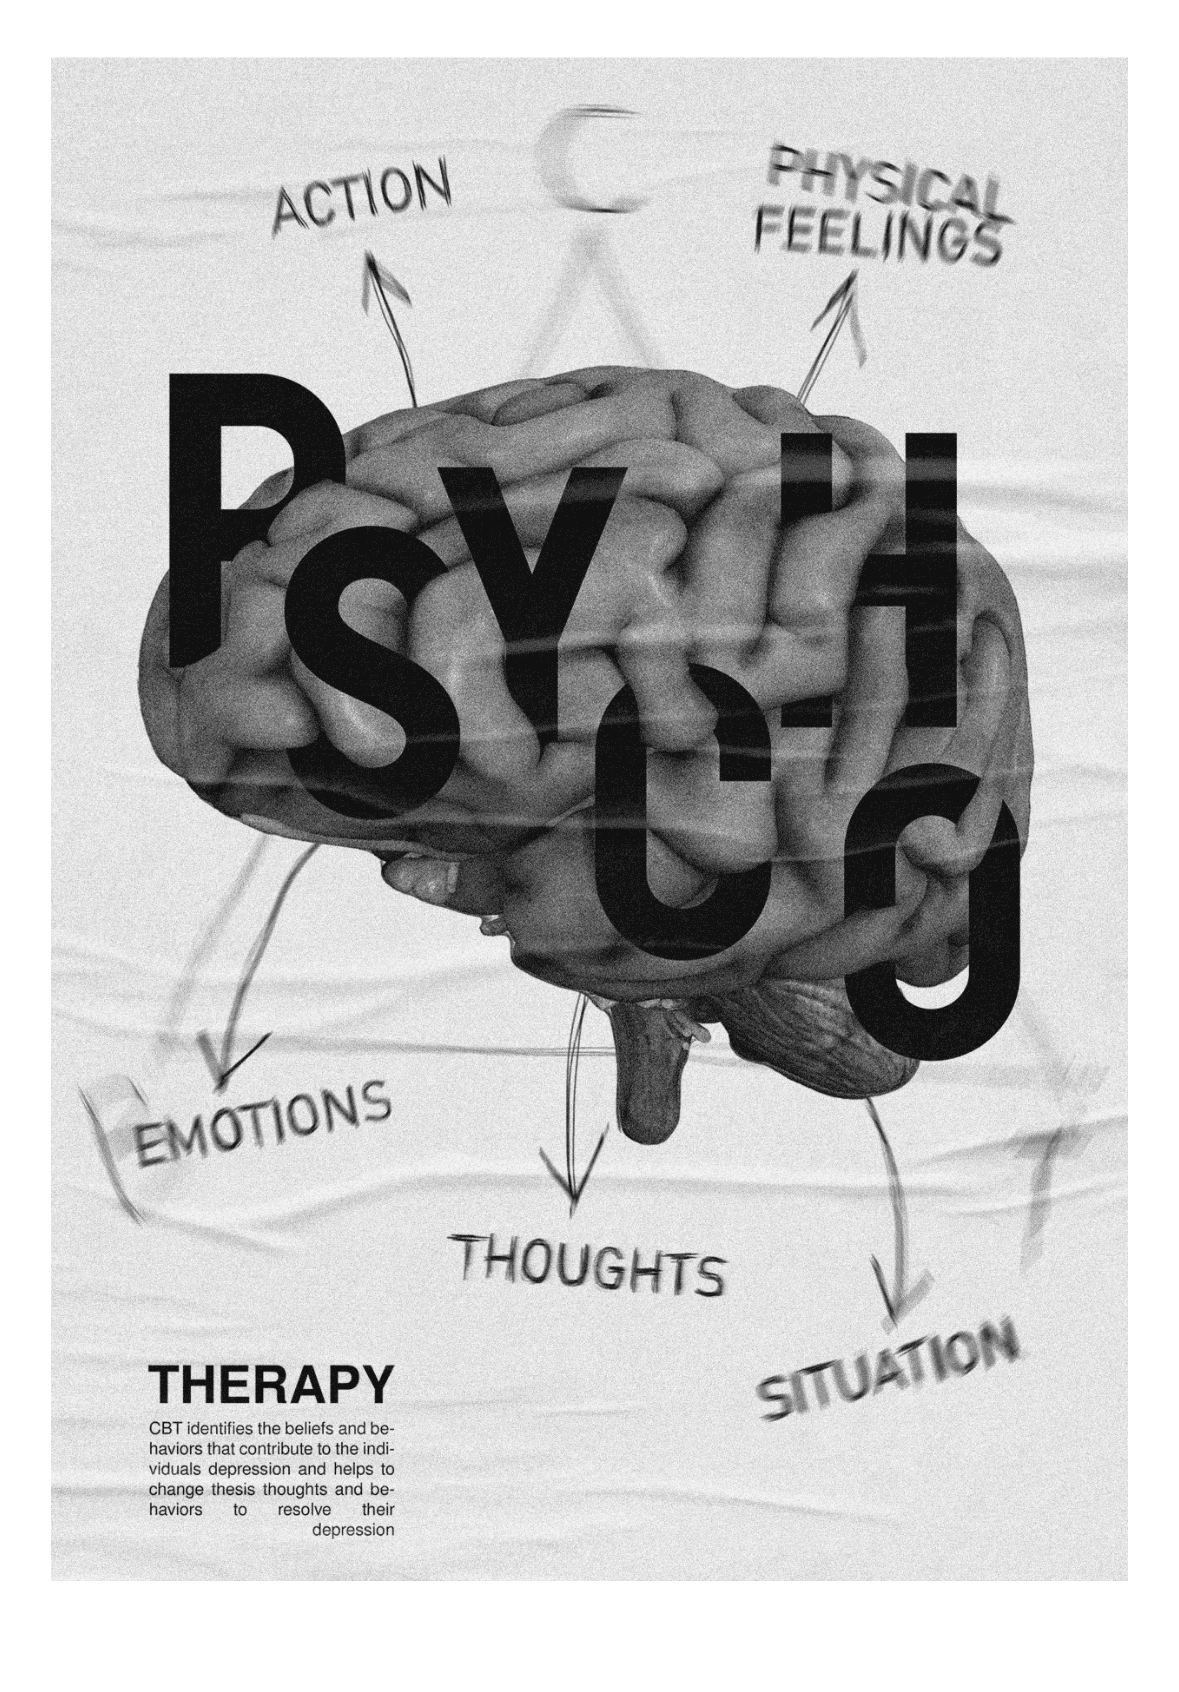 C
ACTION
PHYSICAL
FEELINGS
PSYHCO
B
T
EMOTIONS
THOUGHTS
SITUATION
THERAPY
CBT identifies the beliefs and be-
haviors that contribute to the indi-
viduals depression and helps to
change thesis thoughts and be-
haviors to resolve their
depression